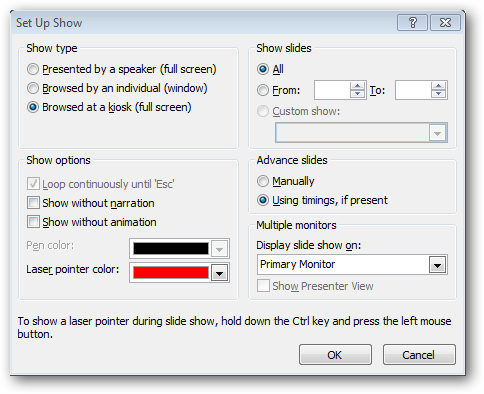 Set Up Show
Show type
Presented by a speaker (full screen)
Browsed by an individual (window)
Browsed at a kiosk (full screen)
Show options
Loop continuously until 'Esc'
Show without narration
Show without animation
Pen color:
Laser pointer color:
Show slides
All
From: To:
Custom show:
Advance slides
Manually
Using timings, if present
Multiple monitors
Display slide show on:
Primary Monitor
Show Presenter View
To show a laser pointer during slide show, hold down the Ctrl key and press the left mouse
button.
OK Cancel